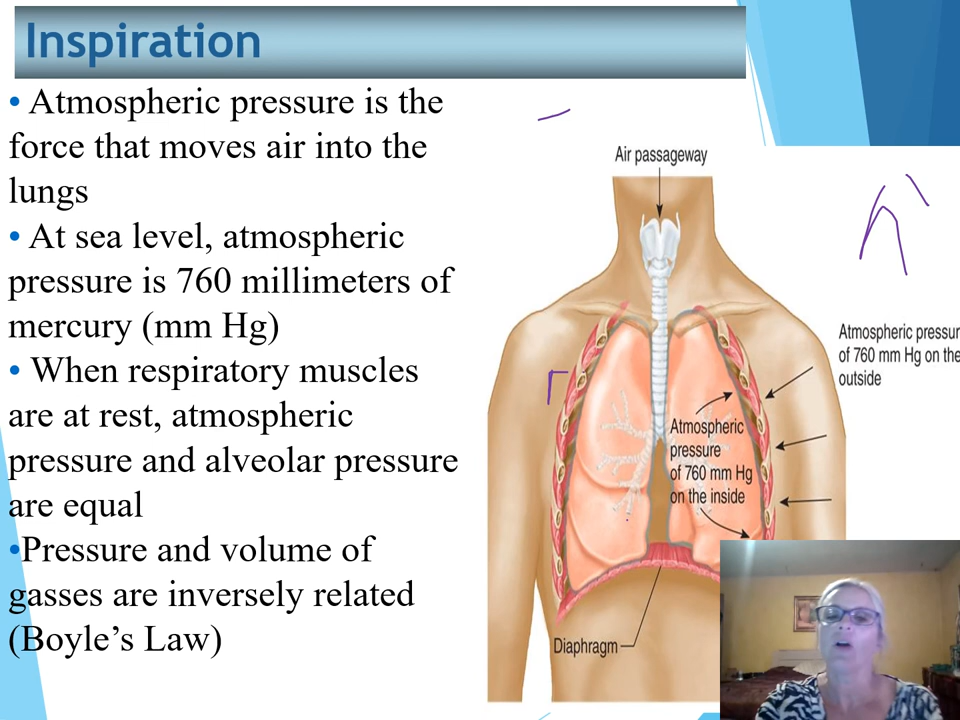 Inspiration
• Atmospheric pressure is the
force that moves air into the
lungs
• At sea level, atmospheric
pressure is 760 millimeters of
mercury (mm Hg)
• When respiratory muscles
are at rest, atmospheric
pressure and alveolar pressure
are equal
•Pressure and volume of
gasses are inversely related
(Boyle’s Law)
Air passageway
Atmospheric pressur
of 760 mm Hg on the
outside
Atmospheric
pressure
of 760 mm Hg
on the inside
Diaphragm